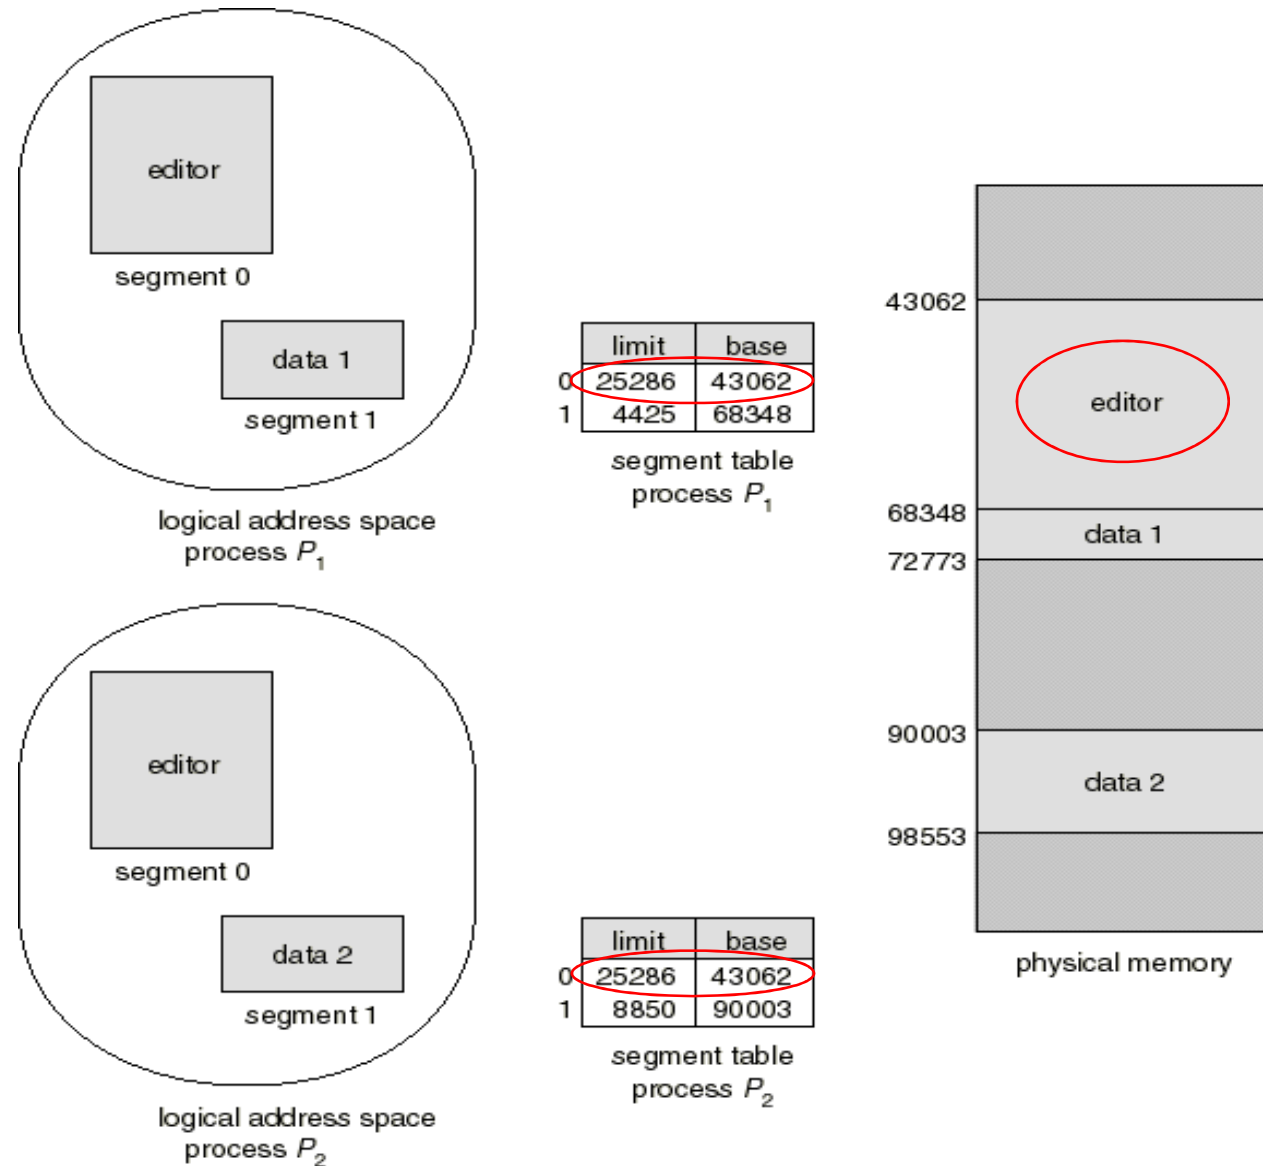 editor
segment 0
data 1
segment 1
logical address space
process P1
limit base
0 25286 43062
1 4425 68348
segment table
process P1
43062
editor
68348
data 1
72773
90003
data 2
98553
physical memory
editor
segment 0
data 2
segment 1
logical address space
process P2
limit base
0 25286 43062
1 8850 90003
segment table
process P2